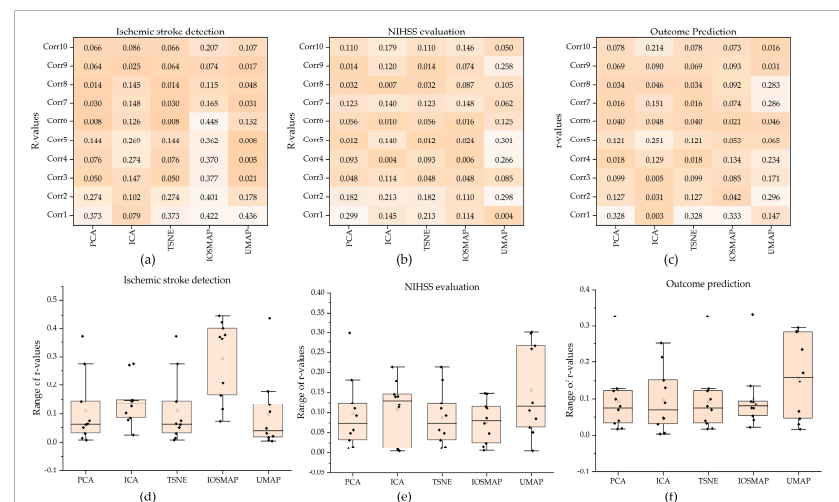 Ischemic stroke detection
NIHSS evaluation
Outcome Prediction
R-values
Corr10 0.066 0.086 0.066 0.207 0.107
Corr9 0.064 0.025 0.064 0.074 0.017
Corr8 0.014 0.145 0.014 0.115 0.048
Corr7 0.030 0.148 0.030 0.165 0.031
Corr6 0.008 0.126 0.008 0.448 0.132
Corr5 0.144 0.269 0.144 0.362 0.008
Corr4 0.076 0.274 0.076 0.370 0.005
Corr3 0.050 0.147 0.050 0.377 0.021
Corr2 0.274 0.102 0.274 0.401 0.178
Corr1 0.373 0.079 0.373 0.422 0.436
PCA ICA TSNE IOSMAP UMAP
(a)
R-values
Corr10 0.110 0.179 0.110 0.146 0.050
Corr9 0.014 0.120 0.014 0.074 0.258
Corr8 0.032 0.007 0.032 0.087 0.105
Corr7 0.123 0.140 0.123 0.148 0.062
Corr6 0.056 0.010 0.056 0.016 0.125
Corr5 0.012 0.140 0.012 0.024 0.301
Corr4 0.093 0.004 0.093 0.006 0.266
Corr3 0.048 0.114 0.048 0.048 0.085
Corr2 0.182 0.213 0.182 0.110 0.298
Corr1 0.299 0.145 0.213 0.114 0.004
PCA ICA TSNE IOSMAP UMAP
(b)
r-values
Corr10 0.078 0.214 0.078 0.073 0.016
Corr9 0.069 0.090 0.069 0.093 0.031
Corr8 0.034 0.046 0.034 0.092 0.283
Corr7 0.016 0.151 0.016 0.074 0.286
Corr6 0.040 0.048 0.040 0.021 0.046
Corr5 0.121 0.251 0.121 0.053 0.065
Corr4 0.018 0.129 0.018 0.134 0.234
Corr3 0.099 0.005 0.099 0.085 0.171
Corr2 0.127 0.031 0.127 0.042 0.296
Corr1 0.328 0.003 0.328 0.333 0.147
PCA ICA TSNE IOSMAP UMAP
(c)
Ischemic stroke detection
Range of r-values
0.5
0.4
0.3
0.2
0.1
0.0
-0.1
PCA ICA TSNE IOSMAP UMAP
(d)
NIHSS evaluation
Range of r-values
0.40
0.35
0.30
0.25
0.20
0.15
0.10
0.05
0.00
-0.05
PCA ICA TSNE IOSMAP UMAP
(e)
Outcome prediction
Range of r-values
0.3
0.2
0.1
0.0
-0.1
PCA ICA TSNE IOSMAP UMAP
(f)